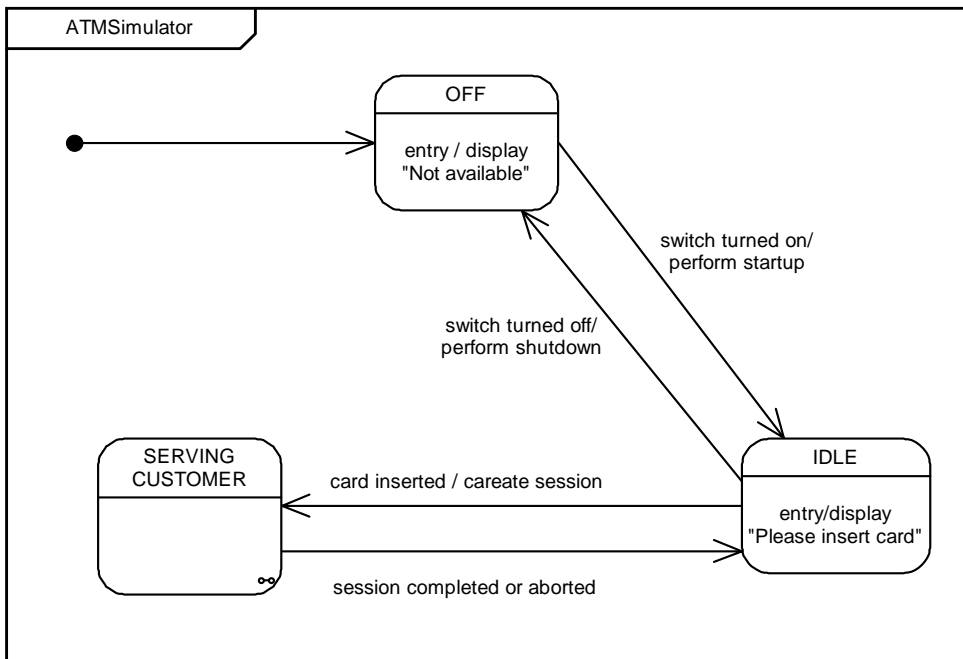 ATMSimulator
OFF
entry / display
"Not available"
switch turned on/
perform startup
switch turned off/
perform shutdown
SERVING
CUSTOMER
card inserted / careate session
session completed or aborted
IDLE
entry/display
"Please insert card"